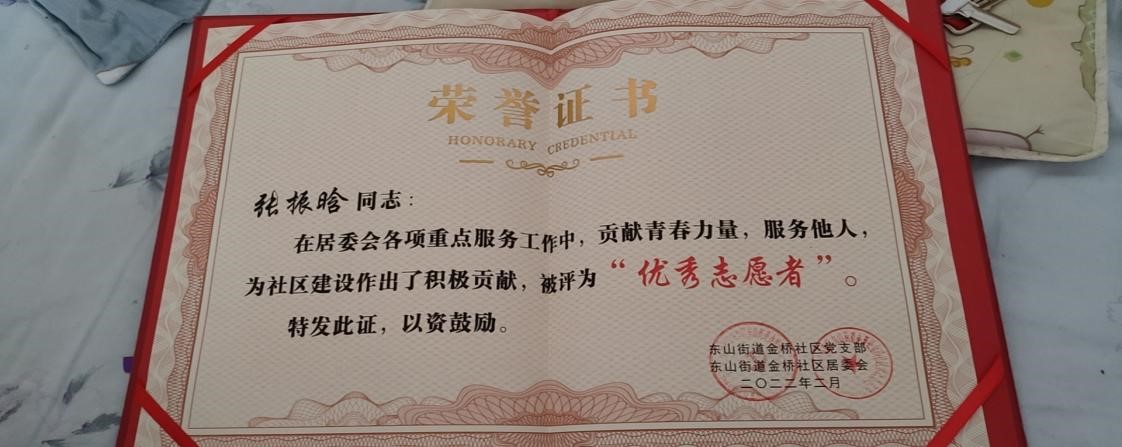 荣誉证书
HONORARY CREDENTIAL
张振晗同志：
在居委会各项重点服务工作中，贡献青春力量，服务他人，
为社区建设作出了积极贡献，被评为“优秀志愿者”。
特发此证，以资鼓励。
东山街道金桥社区党支部
东山街道金桥社区居委会
二〇二二年二月